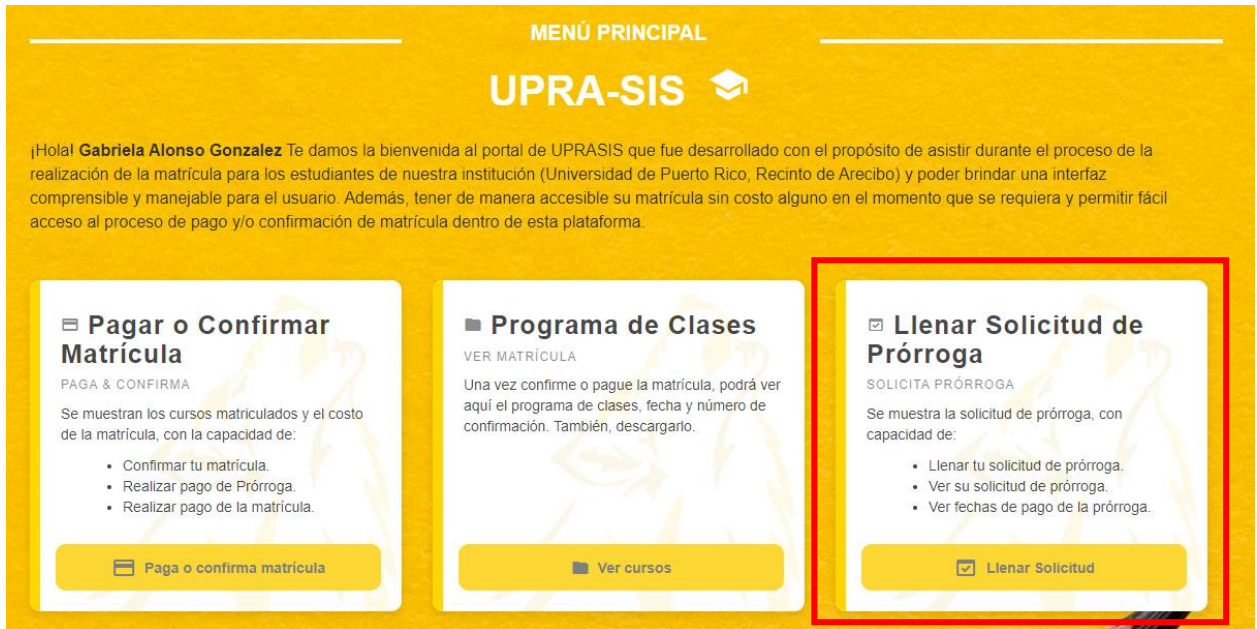 MENÚ PRINCIPAL
UPRA-SIS
¡Hola! Gabriela Alonso Gonzalez Te damos la bienvenida al portal de UPRASIS que fue desarrollado con el propósito de asistir durante el proceso de la
realización de la matrícula para los estudiantes de nuestra institución (Universidad de Puerto Rico, Recinto de Arecibo) y poder brindar una interfaz
comprensible y manejable para el usuario. Además, tener de manera accesible su matrícula sin costo alguno en el momento que se requiera y permitir fácil
acceso al proceso de pago y/o confirmación de matrícula dentro de esta plataforma.
Pagar o Confirmar
Matrícula
PAGA & CONFIRMA
Se muestran los cursos matriculados y el costo
de la matrícula, con la capacidad de:
• Confirmar tu matrícula.
• Realizar pago de Prórroga.
• Realizar pago de la matrícula.
Paga o confirma matrícula
Programa de Clases
VER MATRÍCULA
Una vez confirme o pague la matrícula, podrá ver
aquí el programa de clases, fecha y número de
confirmación. También, descargarlo.
Ver cursos
Llenar Solicitud de
Prórroga
SOLICITA PRÓRROGA
Se muestra la solicitud de prórroga, con
capacidad de:
• Llenar tu solicitud de prórroga.
• Ver su solicitud de prórroga.
• Ver fechas de pago de la prórroga.
Llenar Solicitud